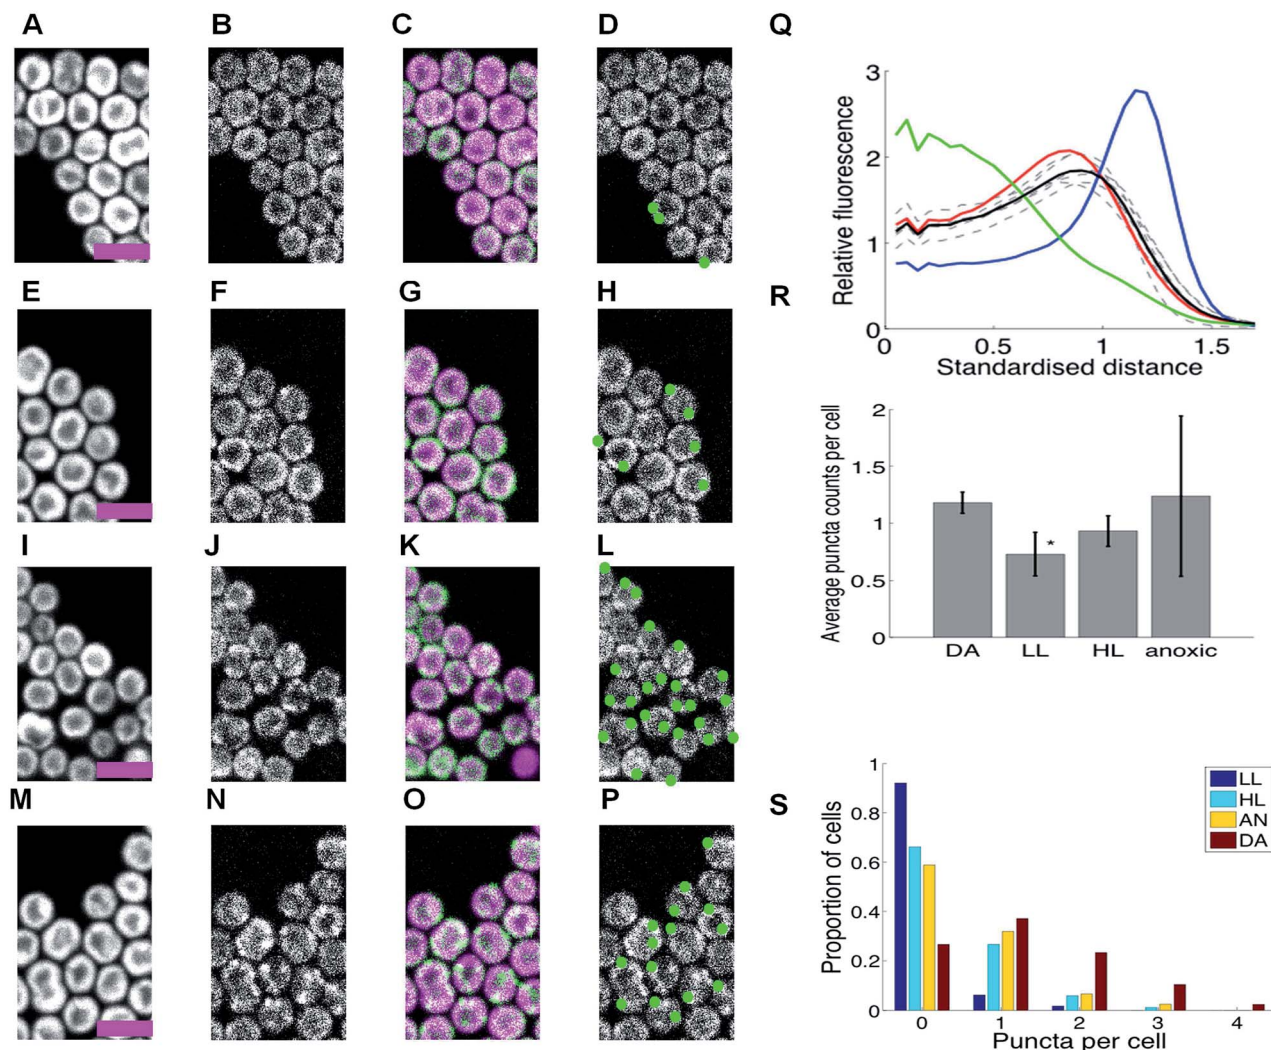 A B C D
E F G H
I J K L
M N O P
Q
3
2
1
0
Relative fluorescence
0 0.5 1 1.5
Standardised distance
R
2
1.5
1
0.5
0
Average puncta counts per cell
*
DA LL HL anoxic
S
1
0.8
0.6
0.4
0.2
0
Proportion of cells
LL
HL
AN
DA
0 1 2 3 4
Puncta per cell